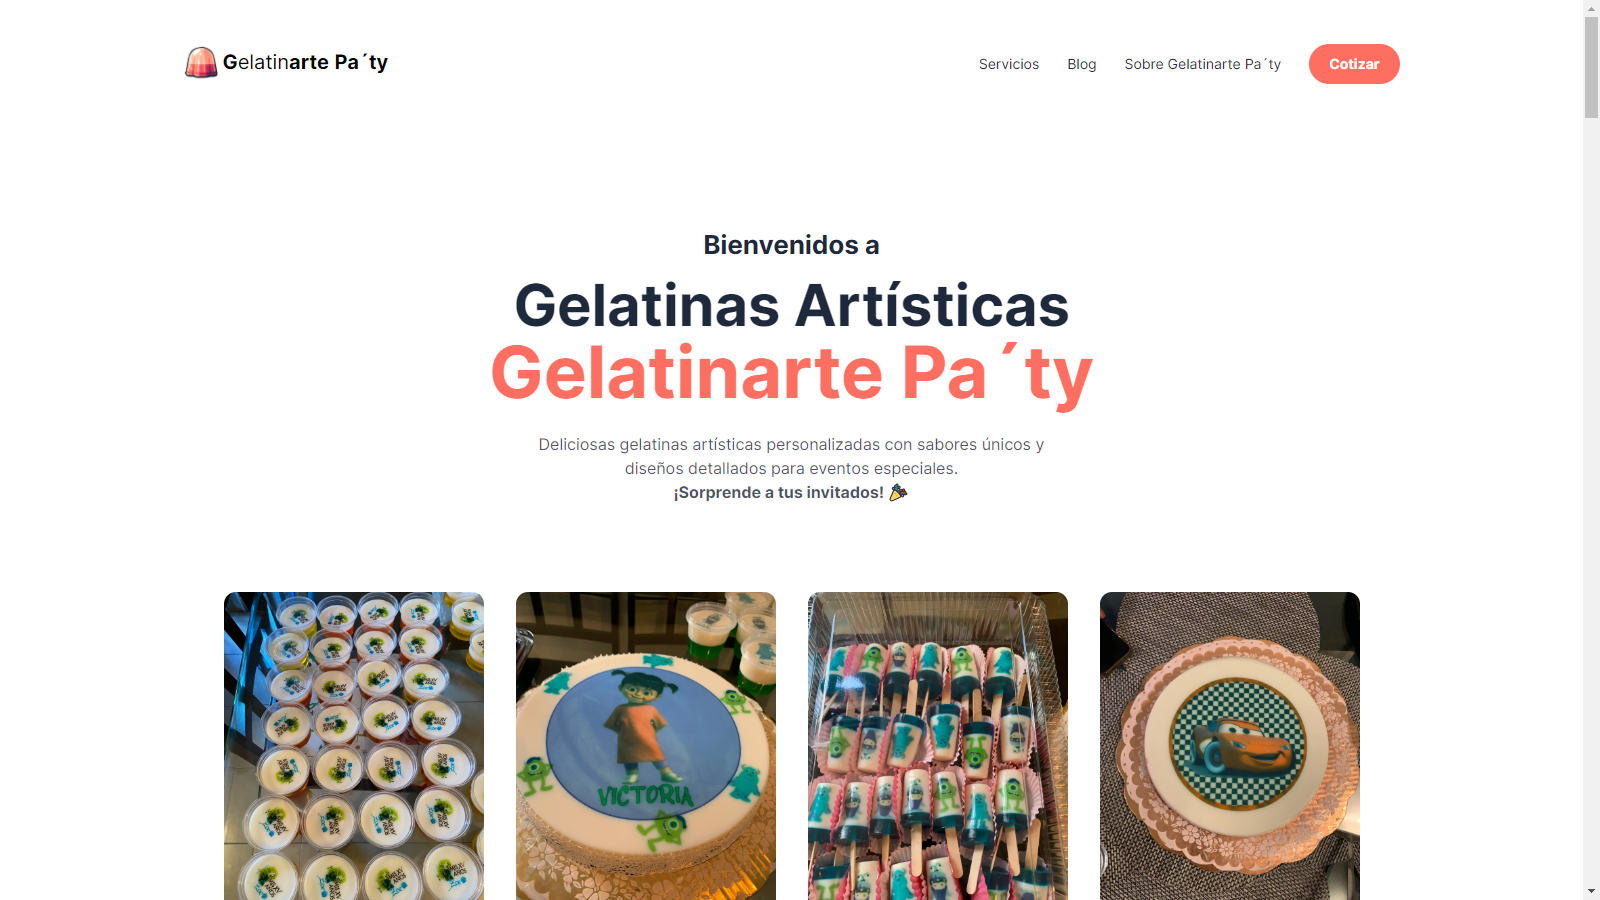 Gelatinarte Pa´ty
Servicios
Blog
Sobre Gelatinarte Pa´ty
Cotizar
Bienvenidos a
Gelatinas Artísticas
Gelatinarte Pa´ty
Deliciosas gelatinas artísticas personalizadas con sabores únicos y
diseños detallados para eventos especiales.
¡Sorprende a tus invitados!
VICTORIA